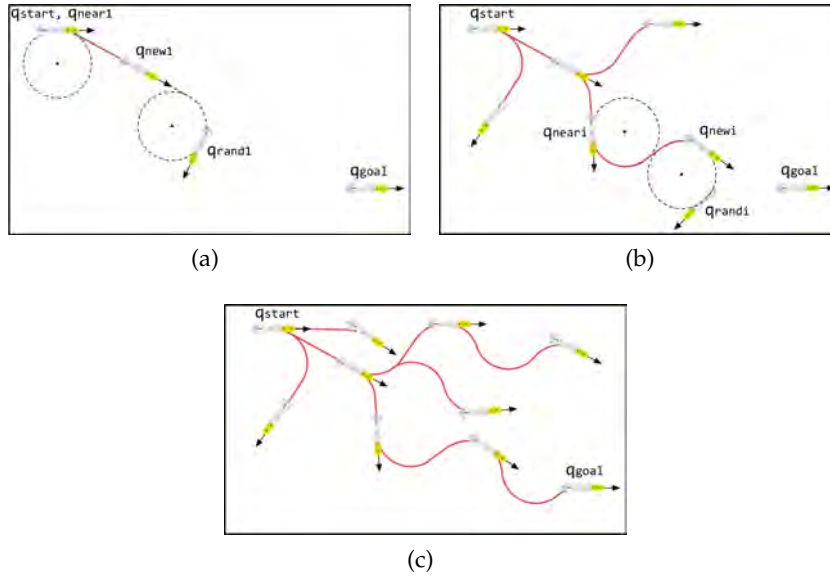 qstart, qnear1
qnew1
qrand1
qgoal
(a)
qstart
qneari
qnewi
qgoal
qrandi
(b)
qstart
qgoal
(c)